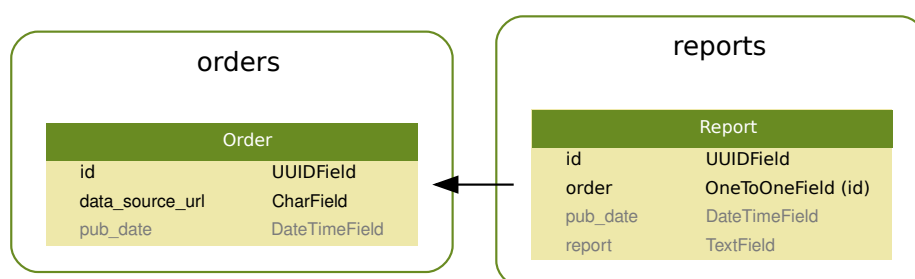 orders
Order
id UUIDField
data_source_url CharField
pub_date DateTimeField
reports
Report
id UUIDField
order OneToOneField (id)
pub_date DateTimeField
report TextField